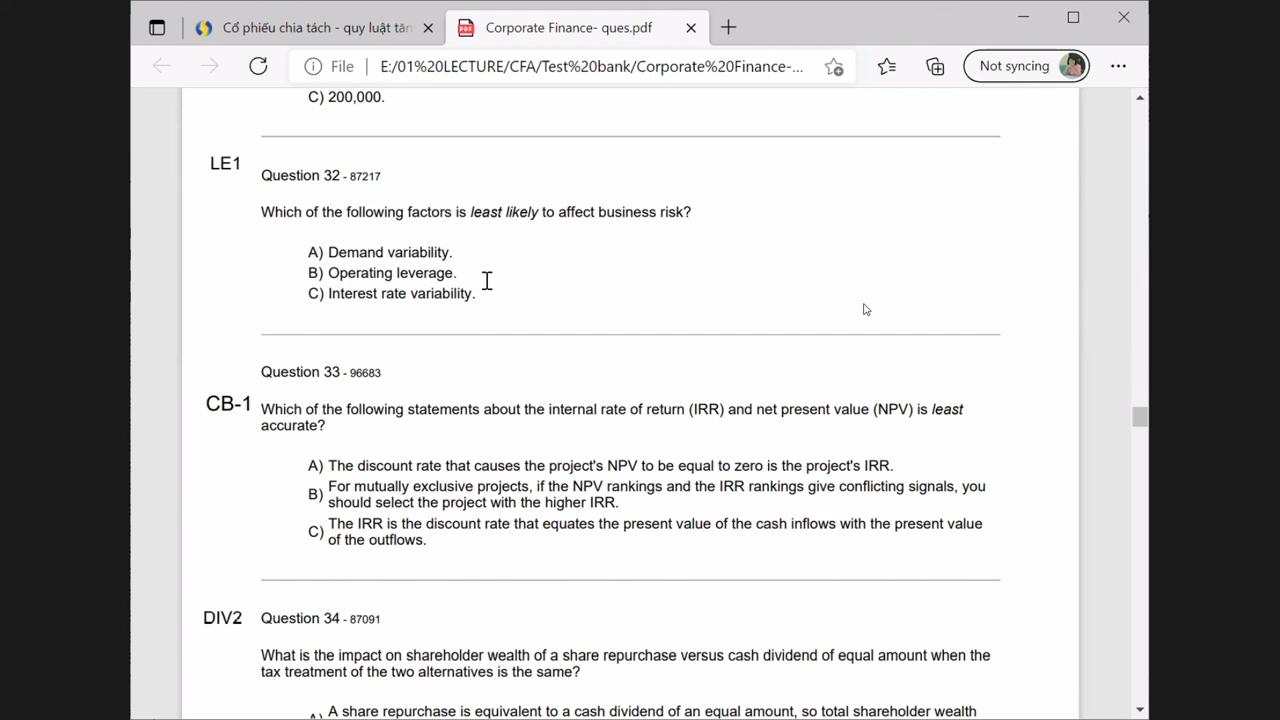 Cổ phiếu chia tách - quy luật tăn
Corporate Finance- ques.pdf
File
E:/01%20LECTURE/CFA/Test%20bank/Corporate%20Finance-...
Not syncing
C) 200,000.
LE1
Question 32 - 87217
Which of the following factors is least likely to affect business risk?
A) Demand variability.
B) Operating leverage.
C) Interest rate variability.
Question 33 - 96683
CB-1
Which of the following statements about the internal rate of return (IRR) and net present value (NPV) is least
accurate?
A) The discount rate that causes the project's NPV to be equal to zero is the project's IRR.
B) For mutually exclusive projects, if the NPV rankings and the IRR rankings give conflicting signals, you
should select the project with the higher IRR.
C) The IRR is the discount rate that equates the present value of the cash inflows with the present value
of the outflows.
DIV2
Question 34 - 87091
What is the impact on shareholder wealth of a share repurchase versus cash dividend of equal amount when the
tax treatment of the two alternatives is the same?
A) A share repurchase is equivalent to a cash dividend of an equal amount, so total shareholder wealth